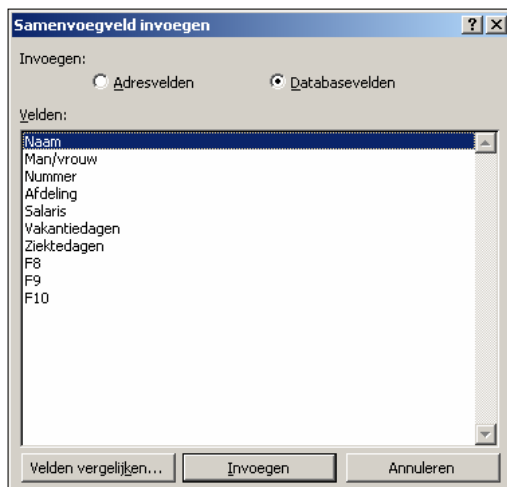 Samenvoegveld invoegen
Invoegen:
Adresvelden Databasevelden
Velden:
Naam
Man/vrouw
Nummer
Afdeling
Salaris
Vakantiedagen
Ziektedagen
F8
F9
F10
Velden vergelijken... Invoegen Annuleren